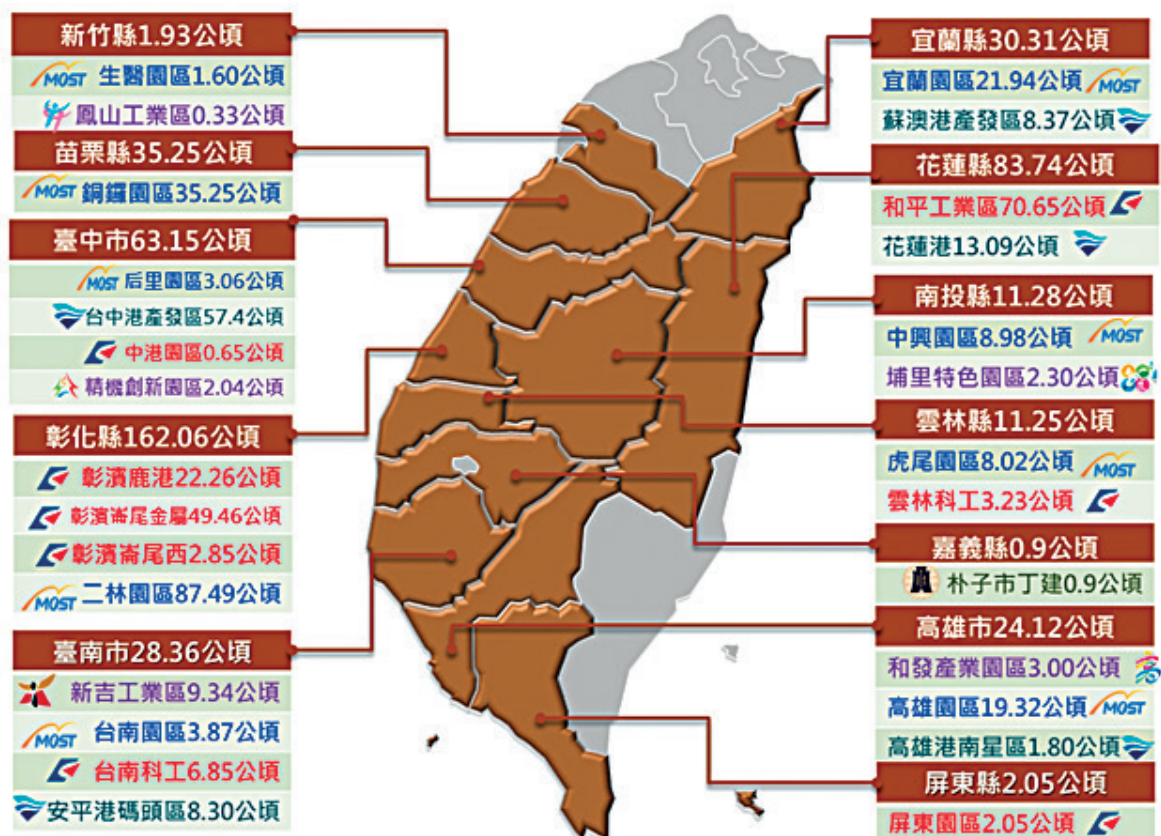 新竹縣1.93公頃
MOST 生醫園區1.60公頃
鳳山工業區0.33公頃
苗栗縣35.25公頃
MOST 銅鑼園區35.25公頃
臺中市63.15公頃
MOST 后里園區3.06公頃
台中港產發區57.4公頃
中港園區0.65公頃
精機創新園區2.04公頃
彰化縣162.06公頃
彰濱鹿港22.26公頃
彰濱崙尾金屬49.46公頃
彰濱崙尾西2.85公頃
MOST 二林園區87.49公頃
臺南市28.36公頃
新吉工業區9.34公頃
MOST 台南園區3.87公頃
台南科工6.85公頃
安平港碼頭區8.30公頃
宜蘭縣30.31公頃
宜蘭園區21.94公頃 MOST
蘇澳港產發區8.37公頃
花蓮縣83.74公頃
和平工業區70.65公頃
花蓮港13.09公頃
南投縣11.28公頃
中興園區8.98公頃 MOST
埔里特色園區2.30公頃
雲林縣11.25公頃
虎尾園區8.02公頃 MOST
雲林科工3.23公頃
嘉義縣0.9公頃
朴子市丁建0.9公頃
高雄市24.12公頃
和發產業園區3.00公頃
高雄園區19.32公頃 MOST
高雄港南星區1.80公頃
屏東縣2.05公頃
屏東園區2.05公頃